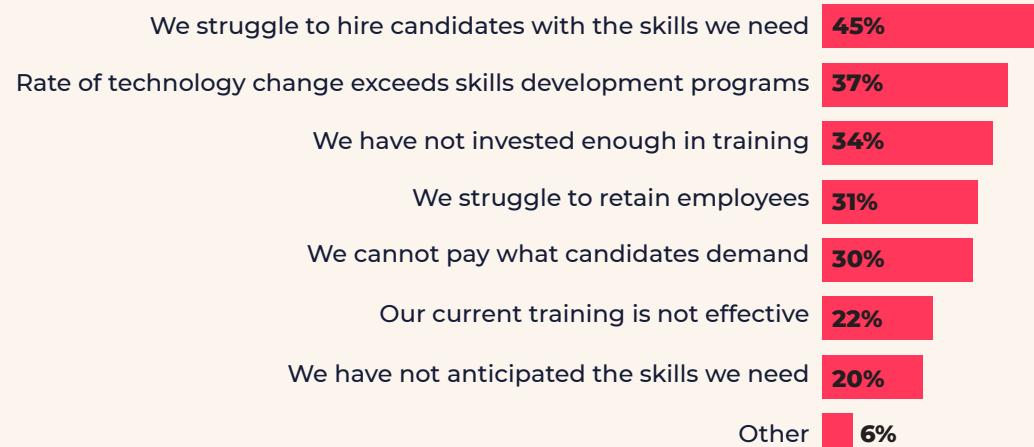 We struggle to hire candidates with the skills we need 45%
Rate of technology change exceeds skills development programs 37%
We have not invested enough in training 34%
We struggle to retain employees 31%
We cannot pay what candidates demand 30%
Our current training is not effective 22%
We have not anticipated the skills we need 20%
Other 6%